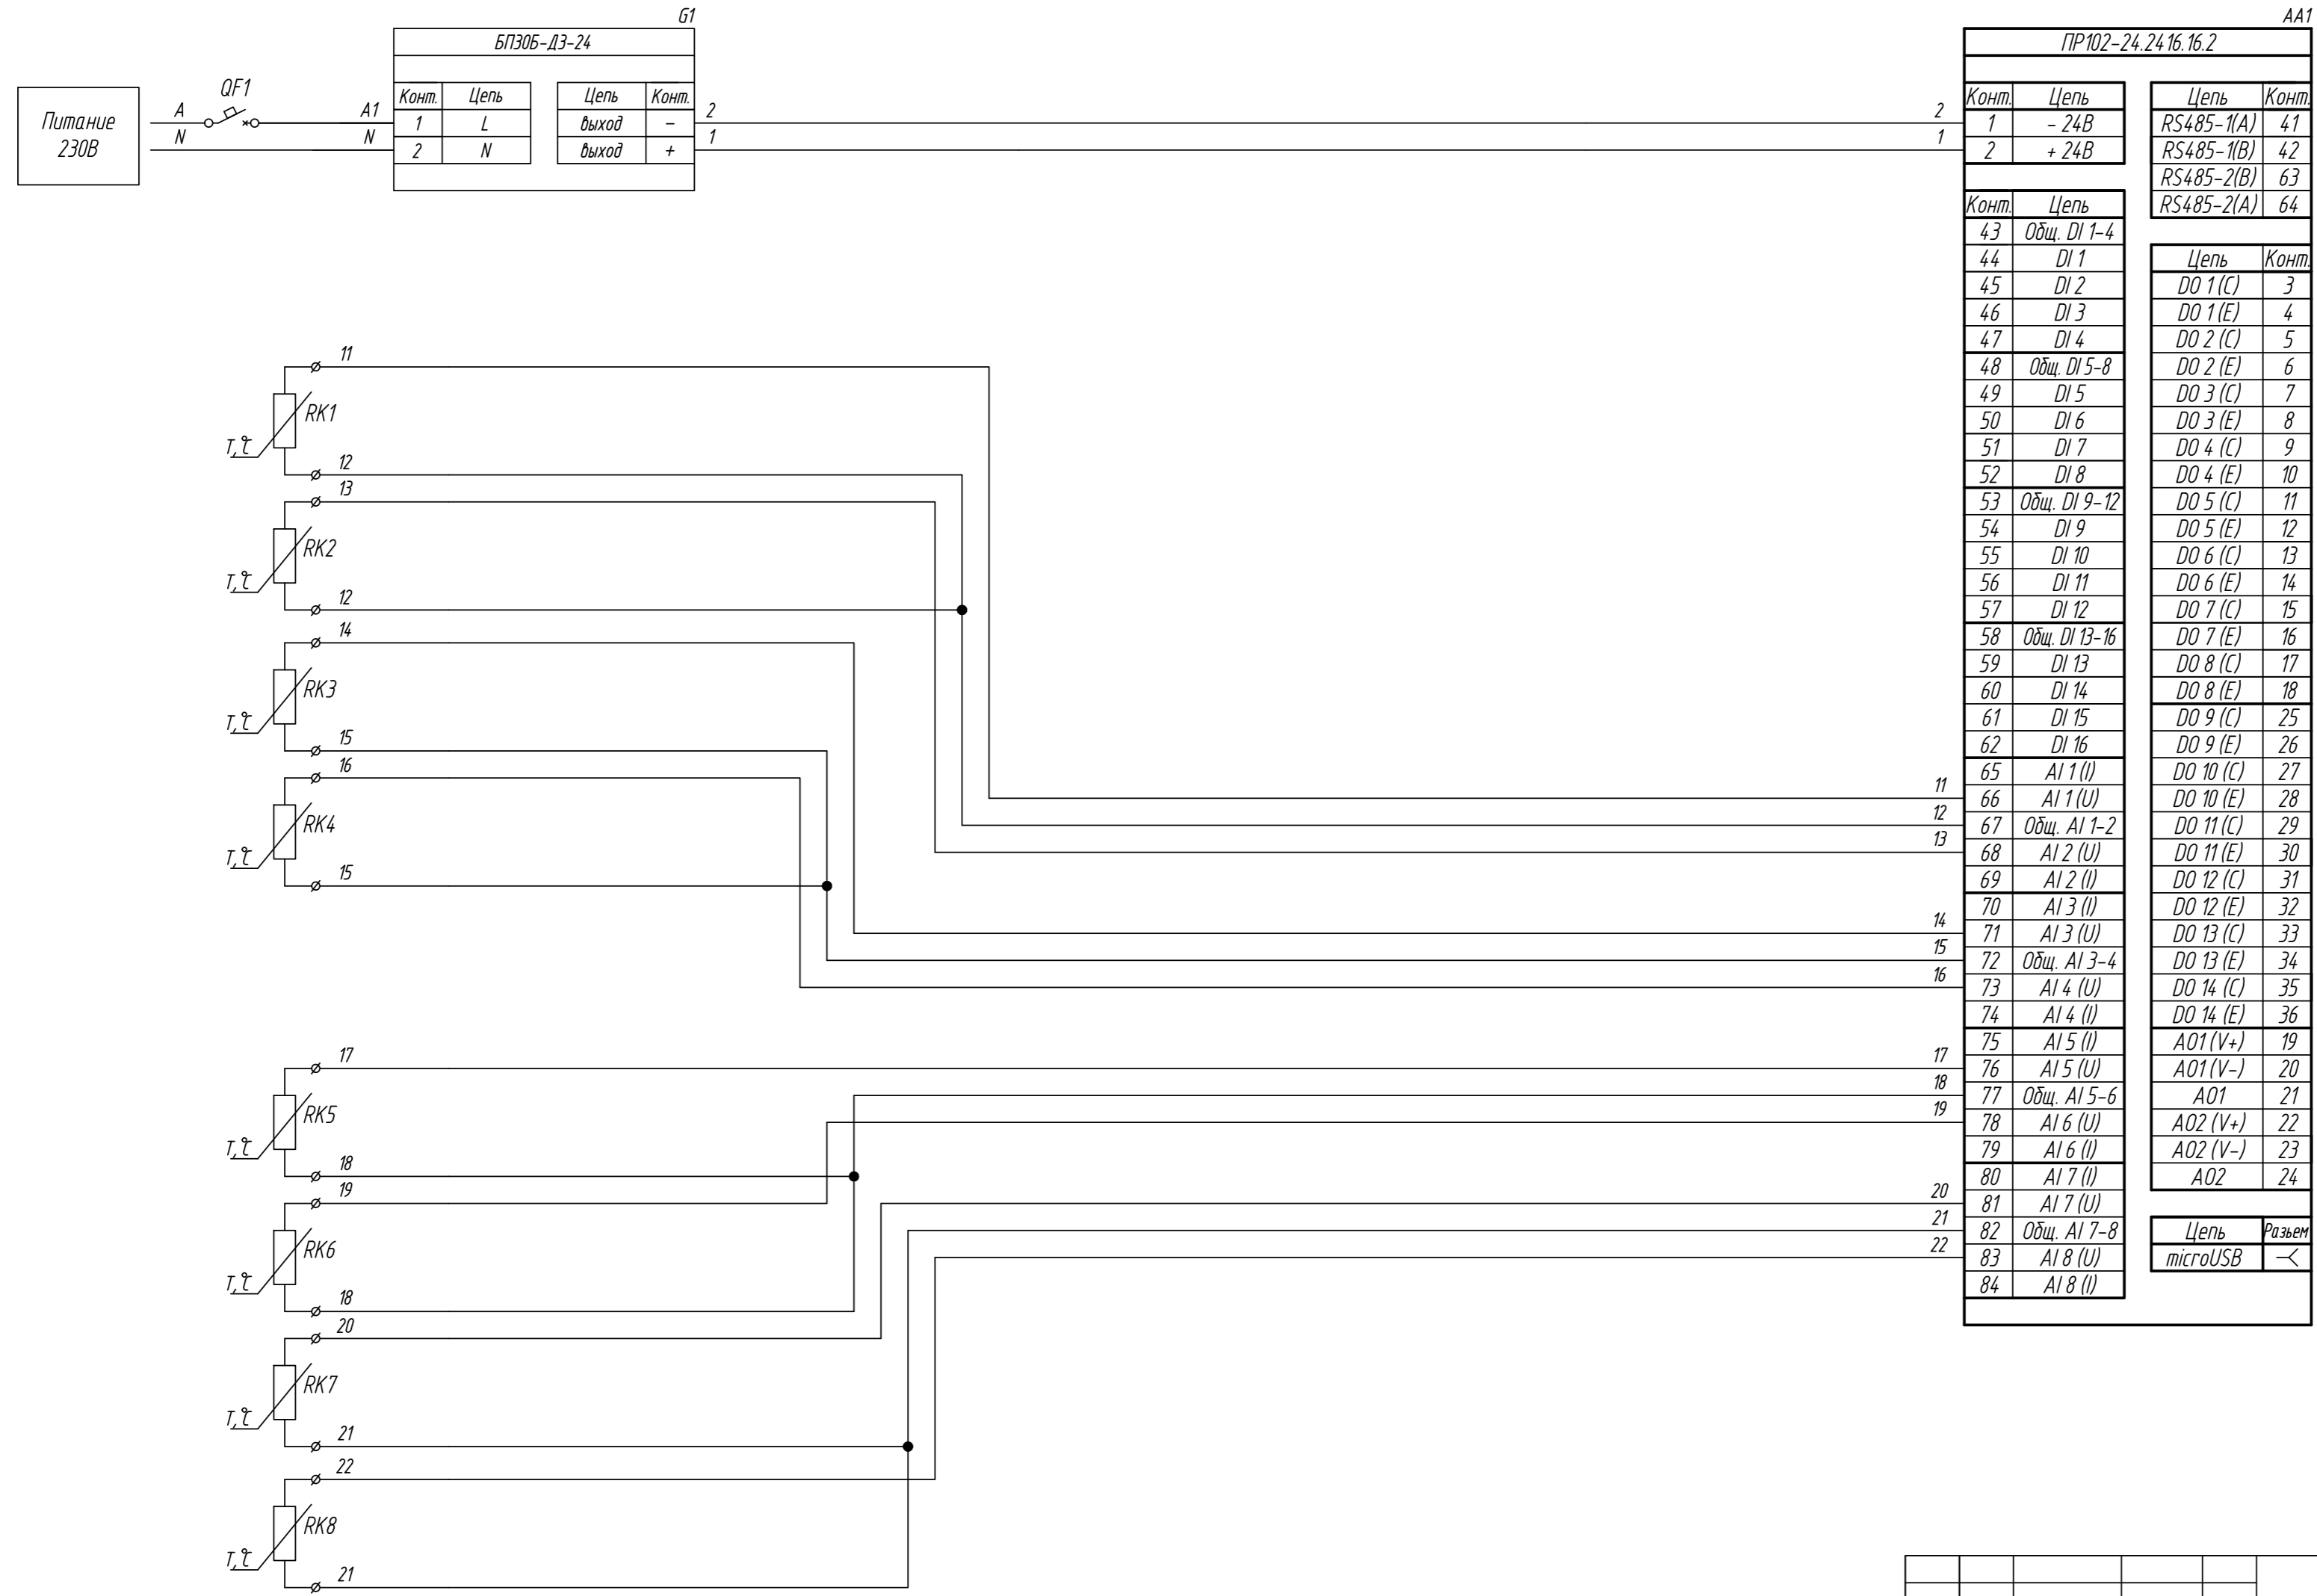 G1
AA1
БП30Б-Д3-24
ПР102-24.2416.16.2
Питание
230В
A
QF1
A1
N
N
Конт. Цепь Цепь Конт.
1 L выход -
2 N выход +
2
1
2
1
Конт. Цепь
1 - 24В
2 + 24В
Цепь Конт.
RS485-1(A) 41
RS485-1(B) 42
RS485-2(B) 63
RS485-2(A) 64
Конт. Цепь
43 Общ. DI 1-4
44 DI 1
45 DI 2
46 DI 3
47 DI 4
48 Общ. DI 5-8
49 DI 5
50 DI 6
51 DI 7
52 DI 8
53 Общ. DI 9-12
54 DI 9
55 DI 10
56 DI 11
57 DI 12
58 Общ. DI 13-16
59 DI 13
60 DI 14
61 DI 15
62 DI 16
65 AI 1 (I)
66 AI 1 (U)
67 Общ. AI 1-2
68 AI 2 (U)
69 AI 2 (I)
70 AI 3 (I)
71 AI 3 (U)
72 Общ. AI 3-4
73 AI 4 (U)
74 AI 4 (I)
75 AI 5 (I)
76 AI 5 (U)
77 Общ. AI 5-6
78 AI 6 (U)
79 AI 6 (I)
80 AI 7 (I)
81 AI 7 (U)
82 Общ. AI 7-8
83 AI 8 (U)
84 AI 8 (I)
Цепь Конт.
DO 1 (C) 3
DO 1 (E) 4
DO 2 (C) 5
DO 2 (E) 6
DO 3 (C) 7
DO 3 (E) 8
DO 4 (C) 9
DO 4 (E) 10
DO 5 (C) 11
DO 5 (E) 12
DO 6 (C) 13
DO 6 (E) 14
DO 7 (C) 15
DO 7 (E) 16
DO 8 (C) 17
DO 8 (E) 18
DO 9 (C) 25
DO 9 (E) 26
DO 10 (C) 27
DO 10 (E) 28
DO 11 (C) 29
DO 11 (E) 30
DO 12 (C) 31
DO 12 (E) 32
DO 13 (C) 33
DO 13 (E) 34
DO 14 (C) 35
DO 14 (E) 36
AO1 (V+) 19
AO1 (V-) 20
AO1 21
AO2 (V+) 22
AO2 (V-) 23
AO2 24
Цепь Разьем
microUSB
11
RK1
T,℃
12
13
RK2
T,℃
12
14
RK3
T,℃
15
16
RK4
T,℃
15
17
RK5
T,℃
18
19
RK6
T,℃
18
20
RK7
T,℃
21
22
RK8
T,℃
21
11
12
13
14
15
16
17
18
19
20
21
22